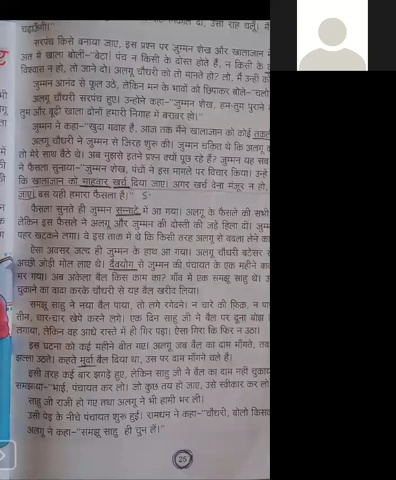 चढ़ाऊँगी।"
सरपंच किसे बनाया जाए, इस प्रश्न पर जुम्मन शेख और खालाजान
अंत में खाला बोलीं–"बेटा! पंच न किसी के दोस्त होते हैं, न किसी के
विश्वास न हो, तो जाने दो। अलगू चौधरी को तो मानते हो? लो, मैं उन्हीं को
जुम्मन आनंद से फूल उठे, लेकिन मन के भावों को छिपाकर बोले–"चलो
अलगू चौधरी सरपंच हुए। उन्होंने कहा–"जुम्मन शेख, हम-तुम पुराने
तुम और बूढ़ी खाला दोनों हमारी निगाह में बराबर हो।"
जुम्मन ने कहा–"खुदा गवाह है, आज तक मैंने खालाजान को कोई
अलगू चौधरी ने जुम्मन से जिरह शुरू की। जुम्मन चकित थे कि अलगू
तो मेरे साथ बैठे थे। अब मुझसे इतने प्रश्न क्यों पूछ रहे हैं? जुम्मन यह सब
ने फैसला सुनाया–"जुम्मन शेख, पंचों ने इस मामले पर विचार किया। उन्हें
कि खालाजान को माहवार खर्च दिया जाए। अगर खर्च देना मंजूर न हो,
जाए। बस यही हमारा फैसला है।"
फैसला सुनते ही जुम्मन सन्नाटे में आ गया। अलगू के फैसले की सभी
लेकिन इस फैसले ने अलगू और जुम्मन की दोस्ती की जड़ें हिला दीं।
पहर खटकने लगा। वे इस ताक में थे कि किसी तरह अलगू से बदला लेने का
ऐसा अवसर जल्द ही जुम्मन के हाथ आ गया। अलगू चौधरी बटेसर
अच्छी जोड़ी मोल लाए थे। दैवयोग से जुम्मन की पंचायत के एक महीने बाद
मर गया। अब अकेला बैल किस काम का? गाँव में एक समझू साहु थे।
चुकाने का वादा करके चौधरी से यह बैल खरीद लिया।
समझू साहु ने नया बैल पाया, तो लगे रगेदने। न चारे की फ़िक्र, न
तीन, चार-चार खेपें करने लगे। एक दिन साहु जी ने बैल पर दूना बोझ
लगाया, लेकिन वह आधे रास्ते में ही गिर पड़ा। ऐसा गिरा कि फिर न उठा।
इस घटना को कई महीने बीत गए। अलगू जब बैल का दाम माँगते, तब
झल्ला उठते। कहते मुर्दा बैल दिया था, उस पर दाम माँगने चले हैं।
इसी तरह कई बार झगड़े हुए, लेकिन साहु जी ने बैल का दाम नहीं
समझाया–"भाई, पंचायत कर लो। जो कुछ तय हो जाए, उसे स्वीकार कर लो
साहु जी राजी हो गए तथा अलगू ने भी हामी भर ली।
उसी पेड़ के नीचे पंचायत शुरू हुई। रामधन ने कहा–"चौधरी, बोलो
अलगू ने कहा–"समझू साहु ही चुन लें।"
25